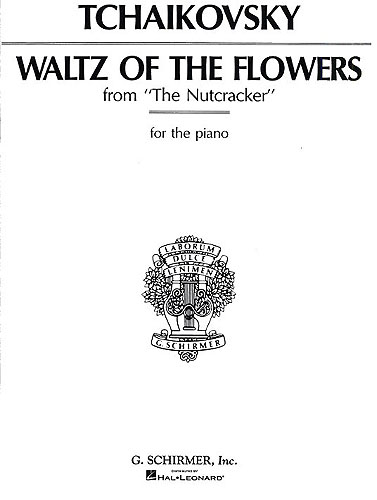 TCHAIKOVSKY
WALTZ OF THE FLOWERS
from "The Nutcracker"
for the piano
LABORUM
DULCE
LENIMEN
G. SCHIRMER
G. SCHIRMER, Inc.
DISTRIBUTED BY
HAL•LEONARD®